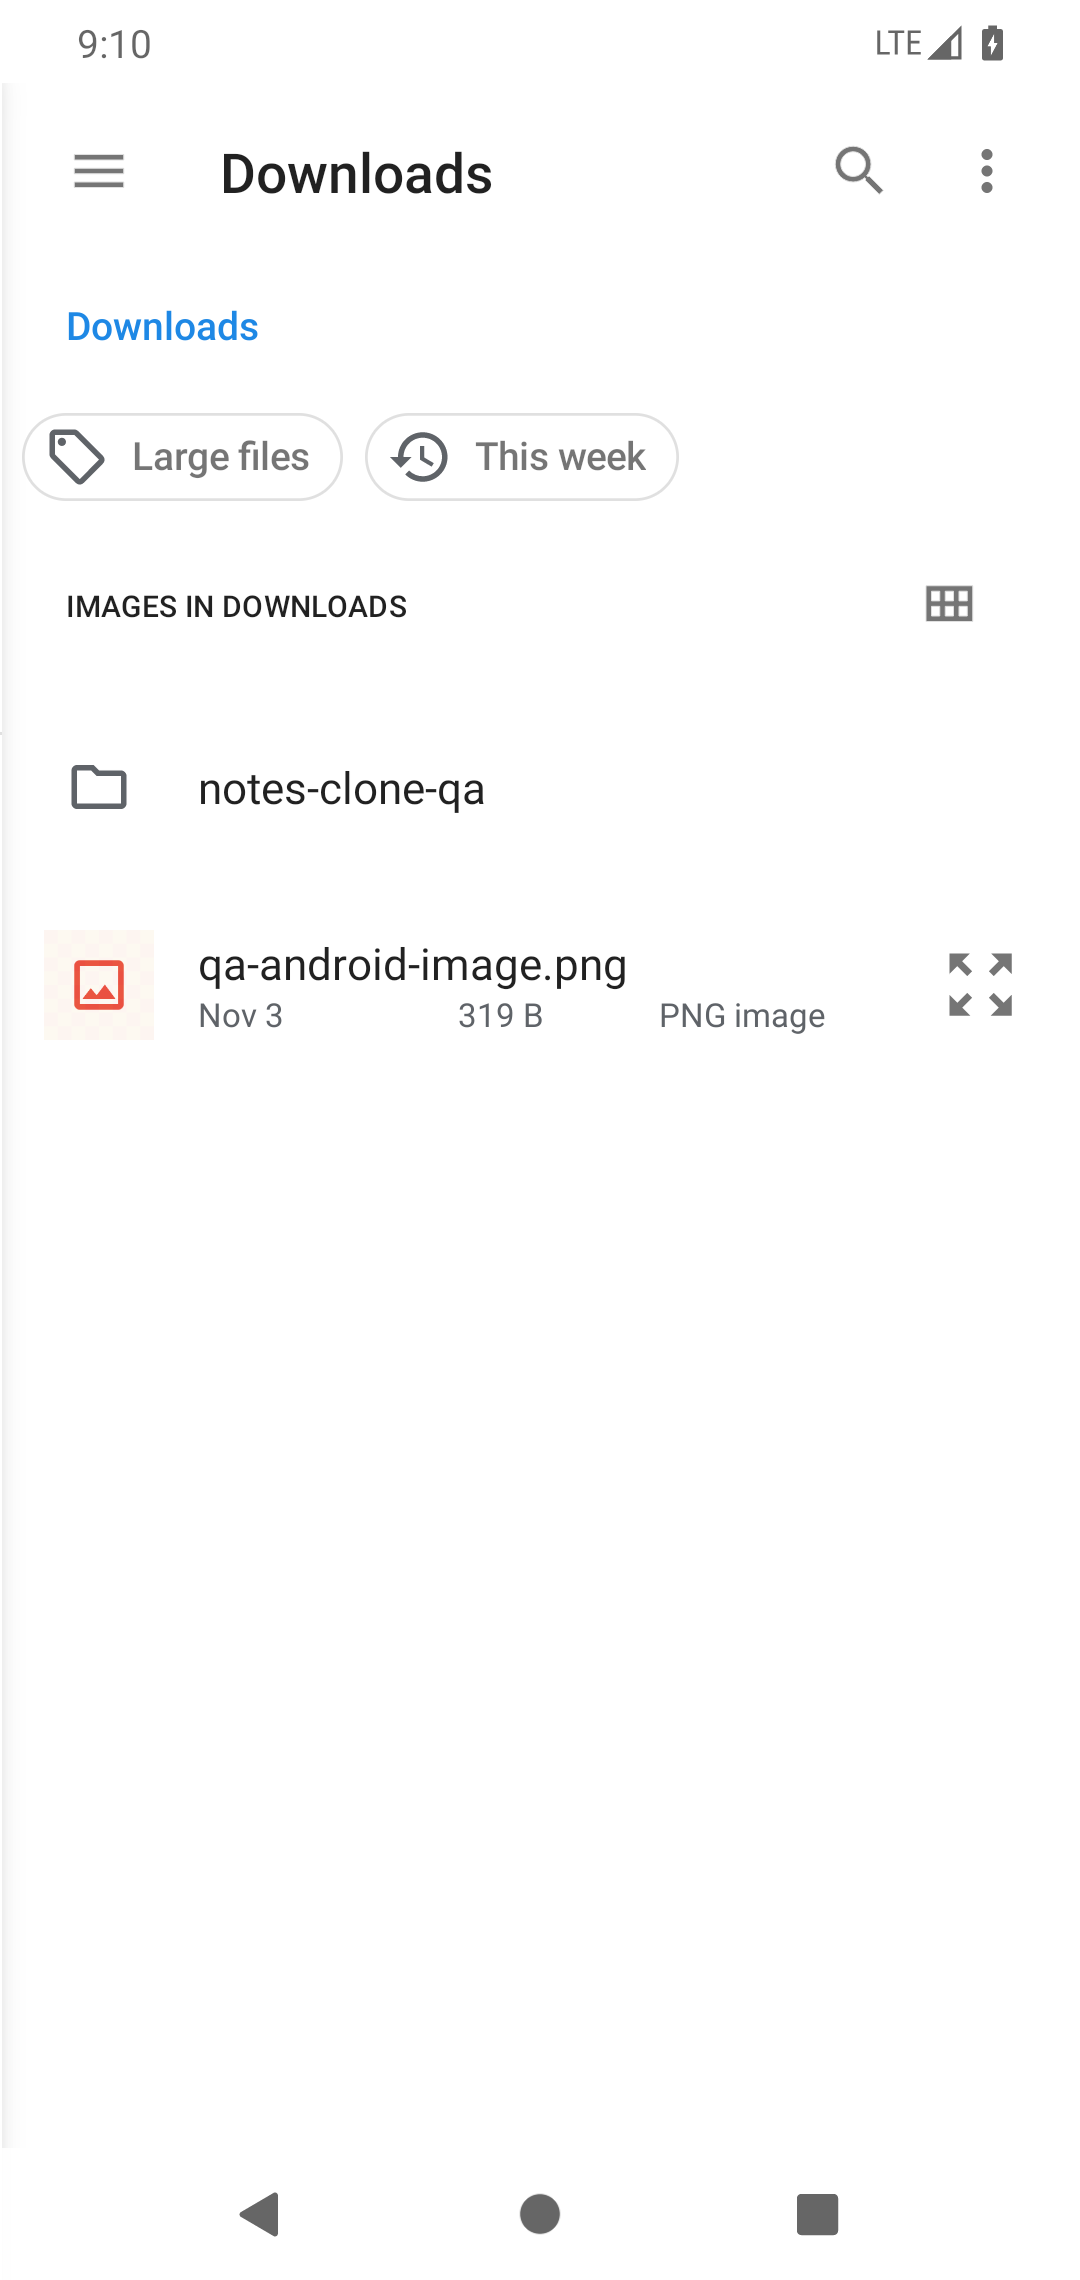 9:10
LTE
Downloads
Downloads
Large files
This week
IMAGES IN DOWNLOADS
notes-clone-qa
qa-android-image.png
Nov 3 319 B PNG image